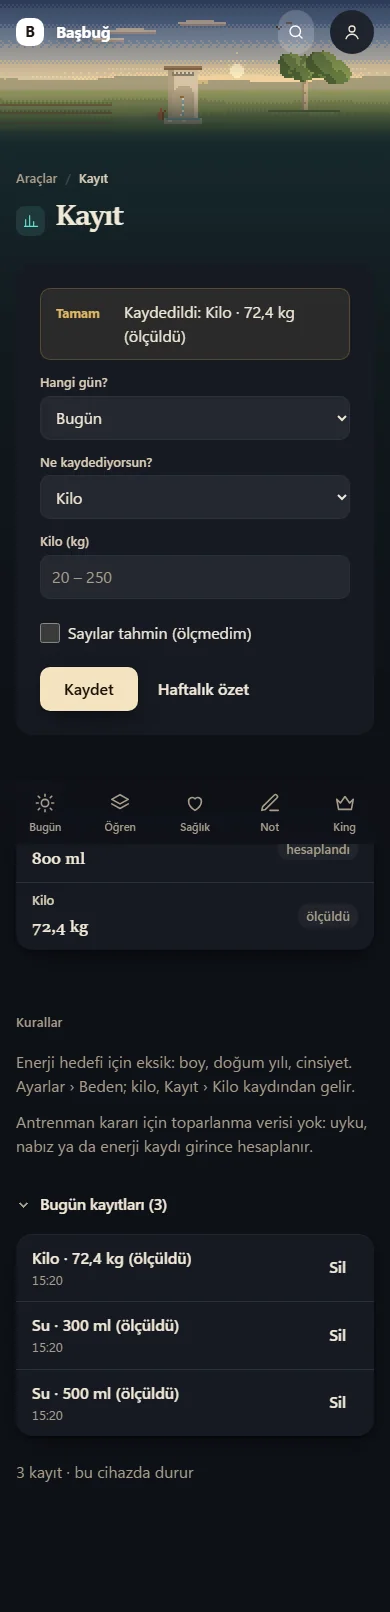 B Başbuğ
Araçlar / Kayıt
Kayıt
Tamam Kaydedildi: Kilo · 72,4 kg
(ölçüldü)
Hangi gün?
Bugün
Ne kaydediyorsun?
Kilo
Kilo (kg)
20 – 250
Sayılar tahmin (ölçmedim)
Kaydet Haftalık özet
Bugün Öğren Sağlık Not King
hesaplandı
800 ml
Kilo
72,4 kg
ölçüldü
Kurallar
Enerji hedefi için eksik: boy, doğum yılı, cinsiyet.
Ayarlar › Beden; kilo, Kayıt › Kilo kaydından gelir.
Antrenman kararı için toparlanma verisi yok: uyku,
nabız ya da enerji kaydı girince hesaplanır.
Bugün kayıtları (3)
Kilo · 72,4 kg (ölçüldü)
15:20
Sil
Su · 300 ml (ölçüldü)
15:20
Sil
Su · 500 ml (ölçüldü)
15:20
Sil
3 kayıt · bu cihazda durur